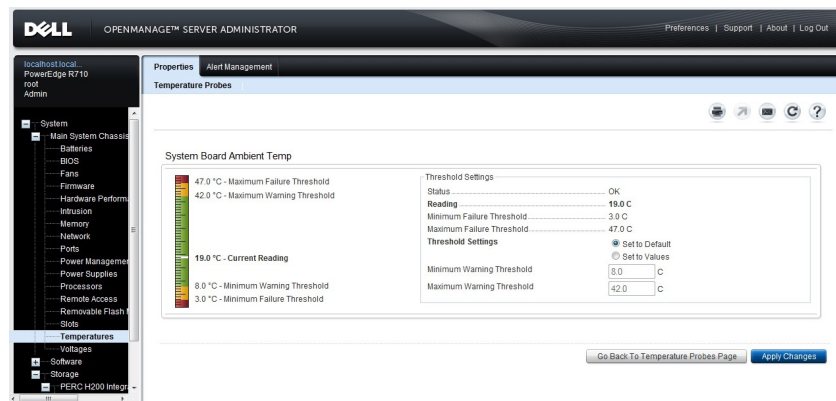 DELL OPENMANAGE™ SERVER ADMINISTRATOR
Preferences | Support | About | Log Out
localhost.local...
PowerEdge R710
root
Admin
Properties Alert Management
Temperature Probes
System
Main System Chassis
Batteries
BIOS
Fans
Firmware
Hardware Performa
Intrusion
Memory
Network
Ports
Power Managemen
Power Supplies
Processors
Remote Access
Removable Flash
Slots
Temperatures
Voltages
Software
Storage
PERC H200 Integr
System Board Ambient Temp
47.0 °C - Maximum Failure Threshold
42.0 °C - Maximum Warning Threshold
19.0 °C - Current Reading
8.0 °C - Minimum Warning Threshold
3.0 °C - Minimum Failure Threshold
Threshold Settings
Status OK
Reading 19.0 C
Minimum Failure Threshold 3.0 C
Maximum Failure Threshold 47.0 C
Threshold Settings Set to Default
Set to Values
Minimum Warning Threshold 8.0 C
Maximum Warning Threshold 42.0 C
Go Back To Temperature Probes Page Apply Changes